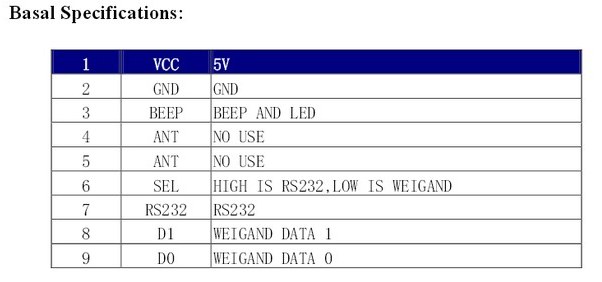 Basal Specifications:
1 VCC 5V
2 GND GND
3 BEEP BEEP AND LED
4 ANT NO USE
5 ANT NO USE
6 SEL HIGH IS RS232,LOW IS WEIGAND
7 RS232 RS232
8 D1 WEIGAND DATA 1
9 D0 WEIGAND DATA 0